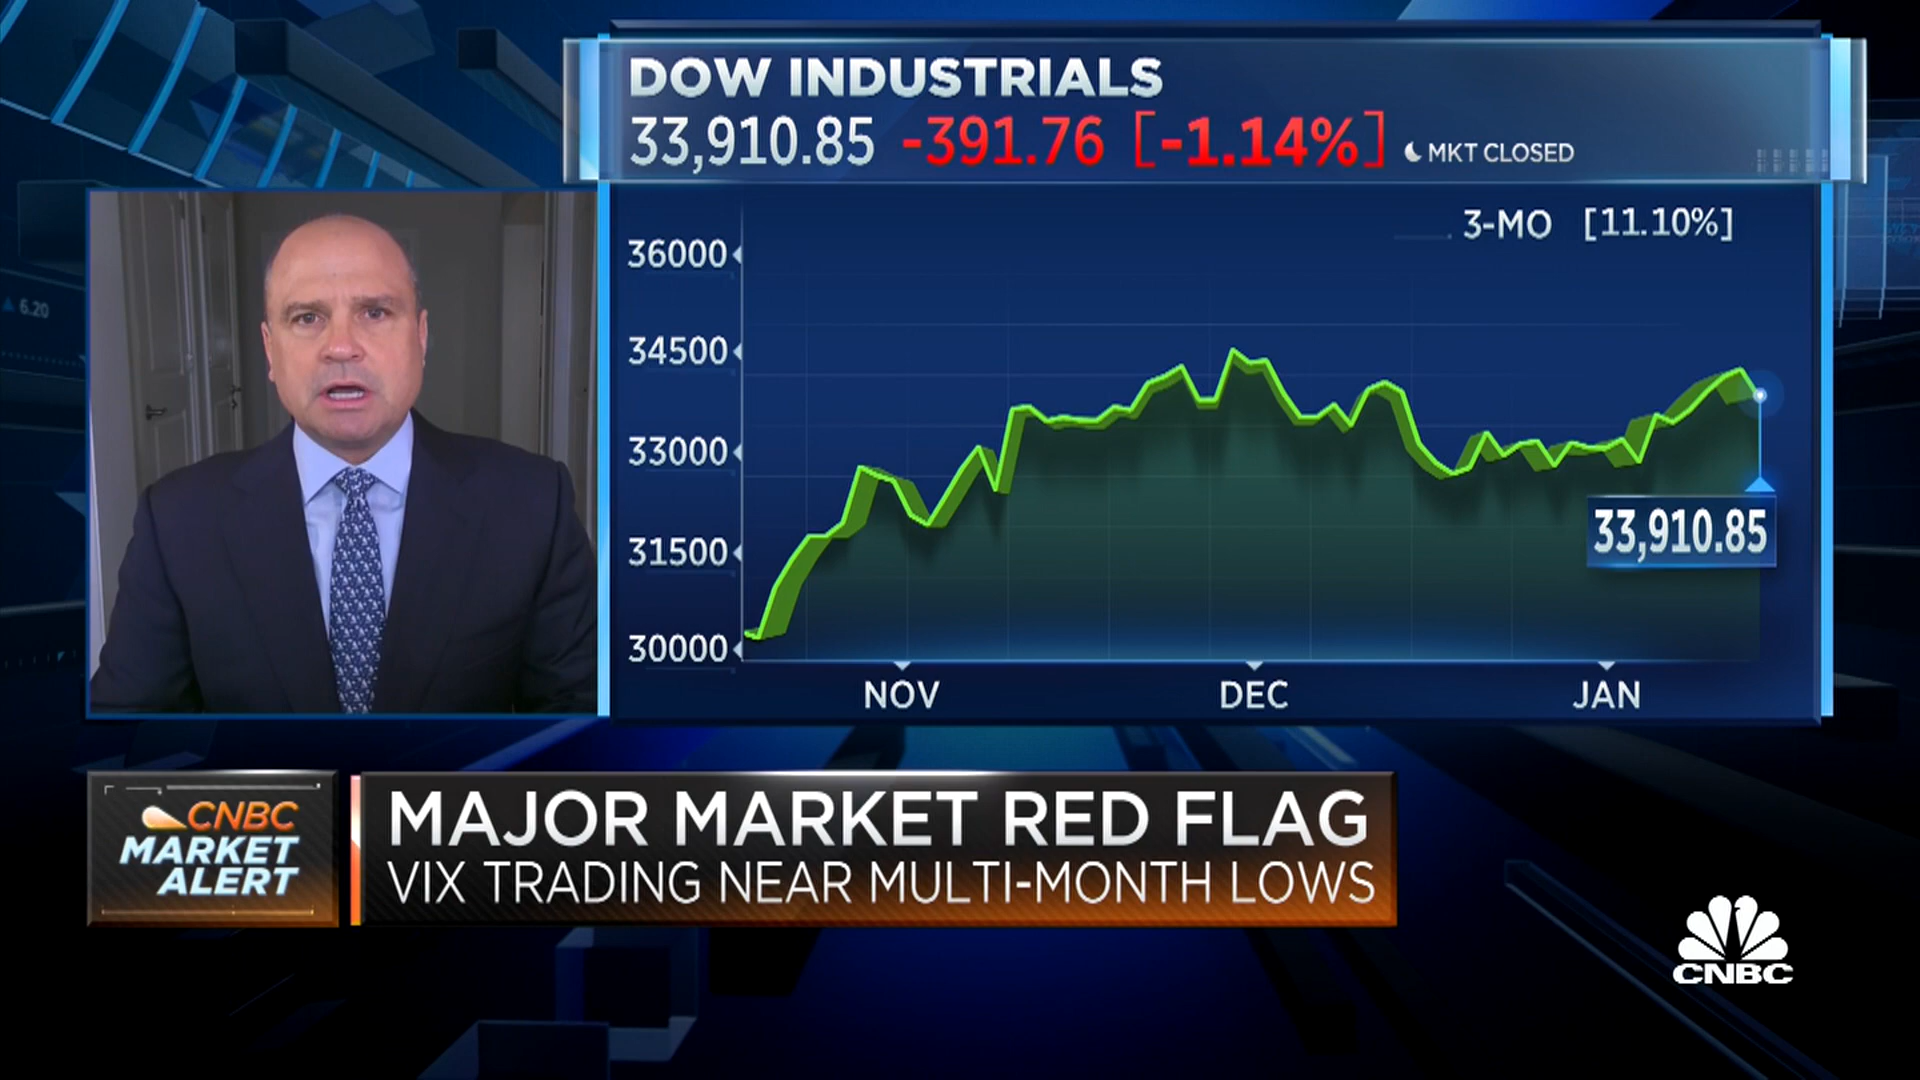 DOW INDUSTRIALS
33,910.85 -391.76 [-1.14%] MKT CLOSED
3-MO [11.10%]
36000
34500
33000
31500
30000
33,910.85
NOV DEC JAN
6.20
CNBC
MARKET
ALERT
MAJOR MARKET RED FLAG
VIX TRADING NEAR MULTI-MONTH LOWS
CNBC